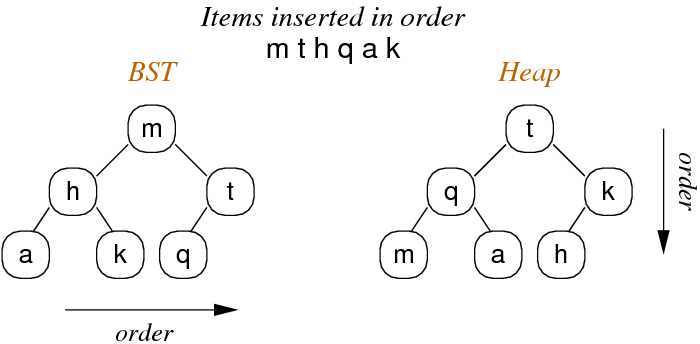 Items inserted in order
m t h q a k
BST
Heap
m
h t
a k q
order
t
q k
m a h
order